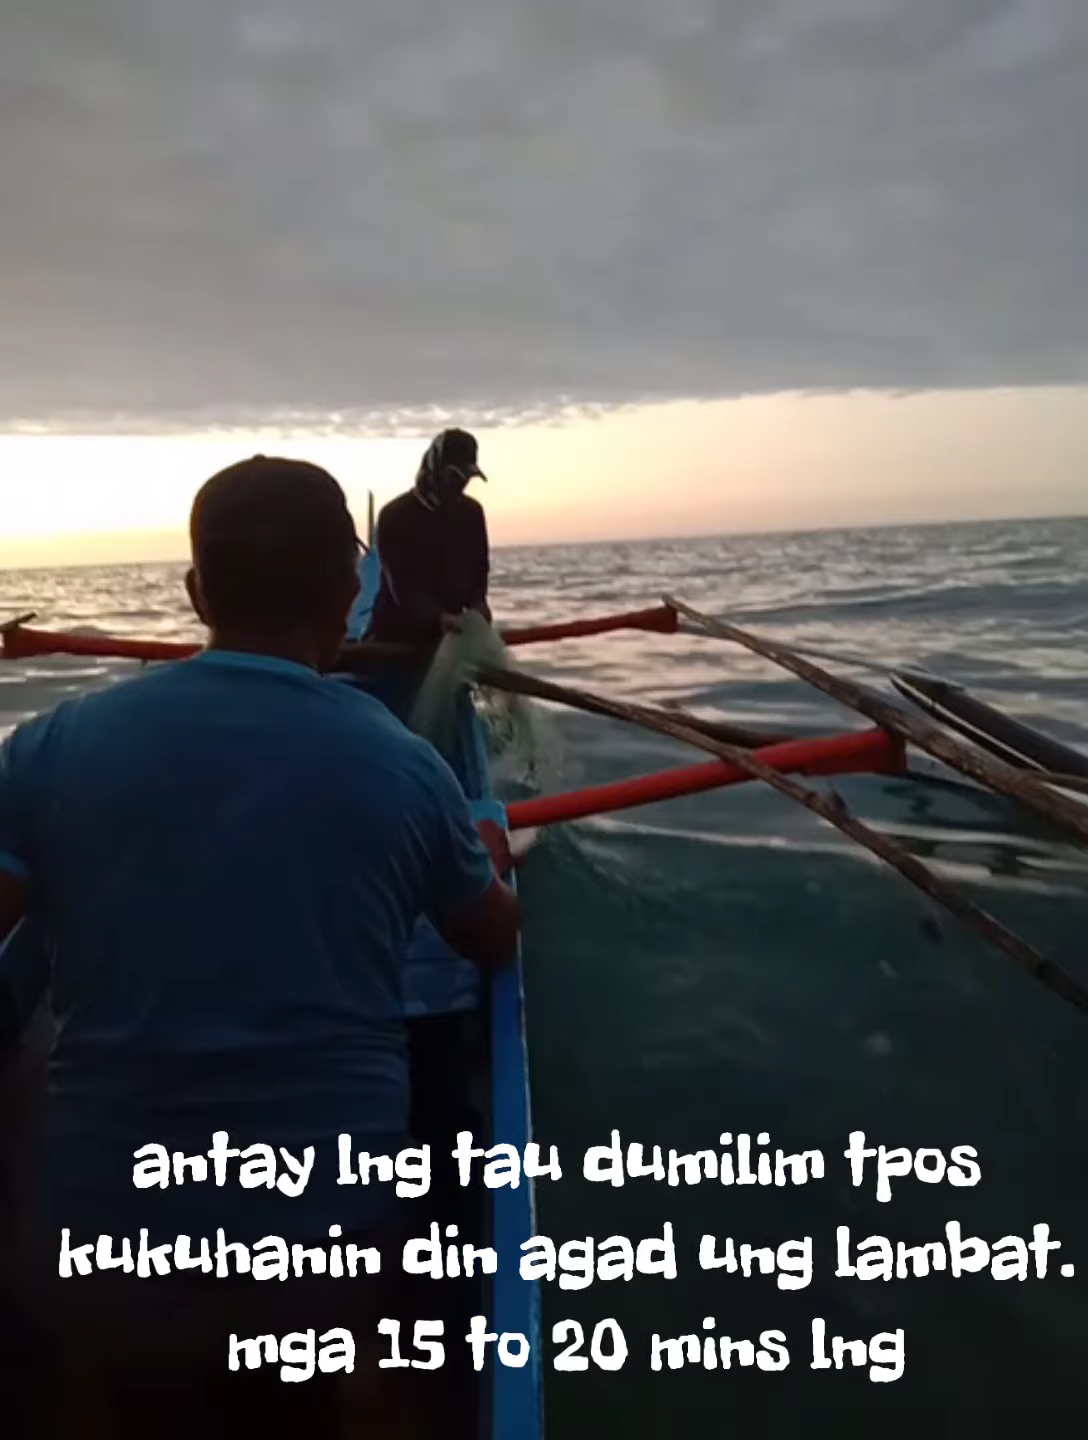 antay lng tau dumilim tpos
kukuhanin din agad ung lambat.
mga 15 to 20 mins lng